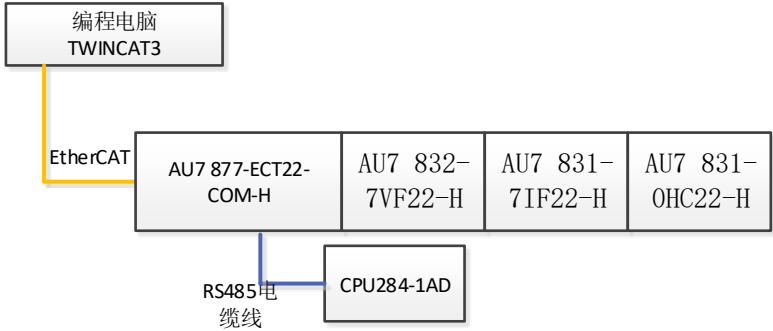 编程电脑
TWINCAT3
EtherCAT
AU7 877-ECT22-
COM-H
AU7 832-
7VF22-H
AU7 831-
7IF22-H
AU7 831-
0HC22-H
RS485电
缆线
CPU284-1AD